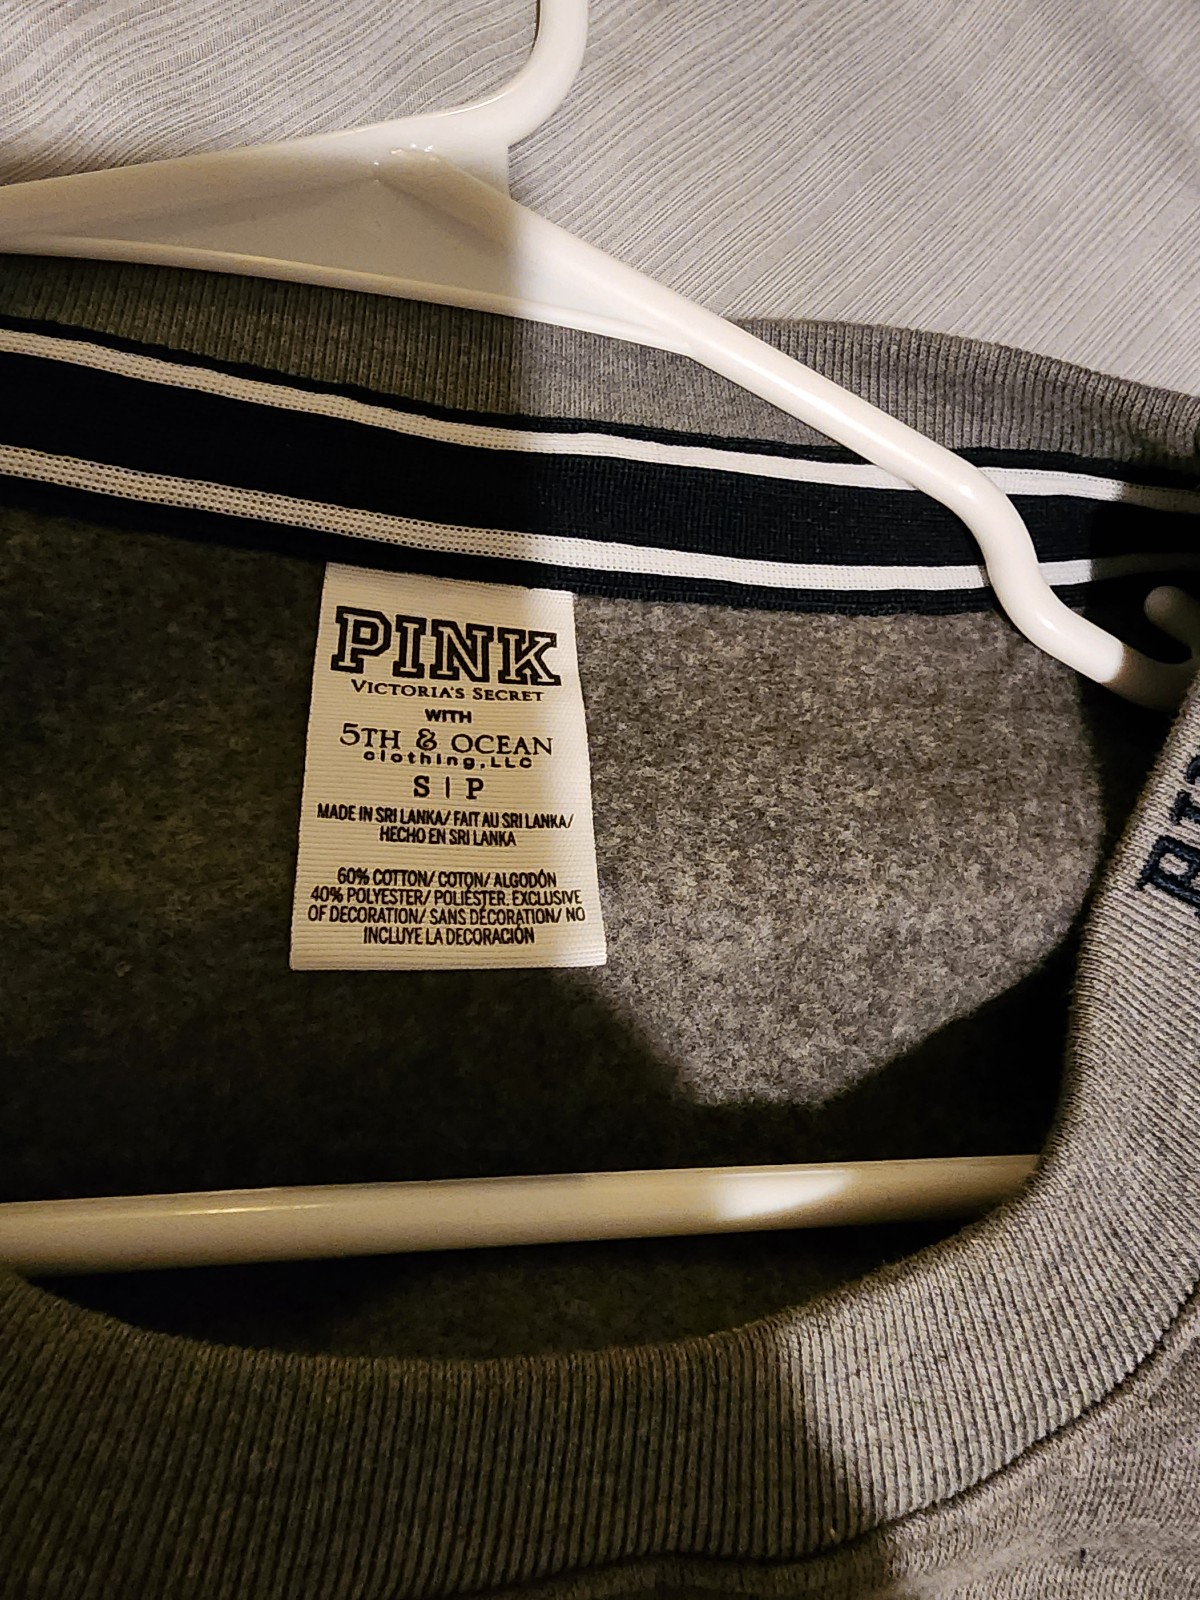 PINK
VICTORIA'S SECRET
WITH
5TH & OCEAN
clothing, LLC
S | P
MADE IN SRI LANKA/ FAIT AU SRI LANKA/
HECHO EN SRI LANKA
60% COTTON/ COTON/ ALGODÓN
40% POLYESTER/ POLIÉSTER. EXCLUSIVE
OF DECORATION/ SANS DÉCORATION/ NO
INCLUYE LA DECORACIÓN